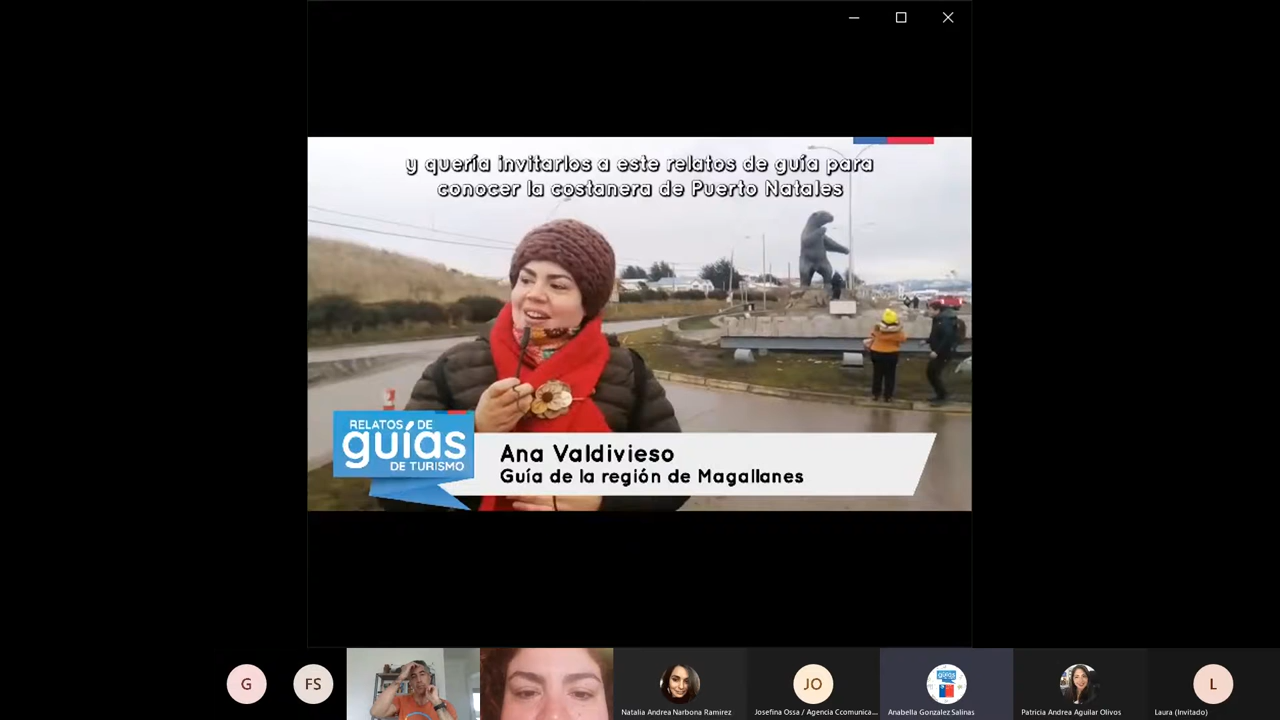 y quería invitarlos a este relatos de guía para
conocer la costanera de Puerto Natales
RELATOS DE
guías
DE TURISMO
Ana Valdivieso
Guía de la región de Magallanes
G
FS
JO
L
Natalia Andrea Narbona Ramirez
Josefina Ossa / Agencia Ccomunica...
Anabella Gonzalez Salinas
Patricia Andrea Aguilar Olivos
Laura (Invitado)